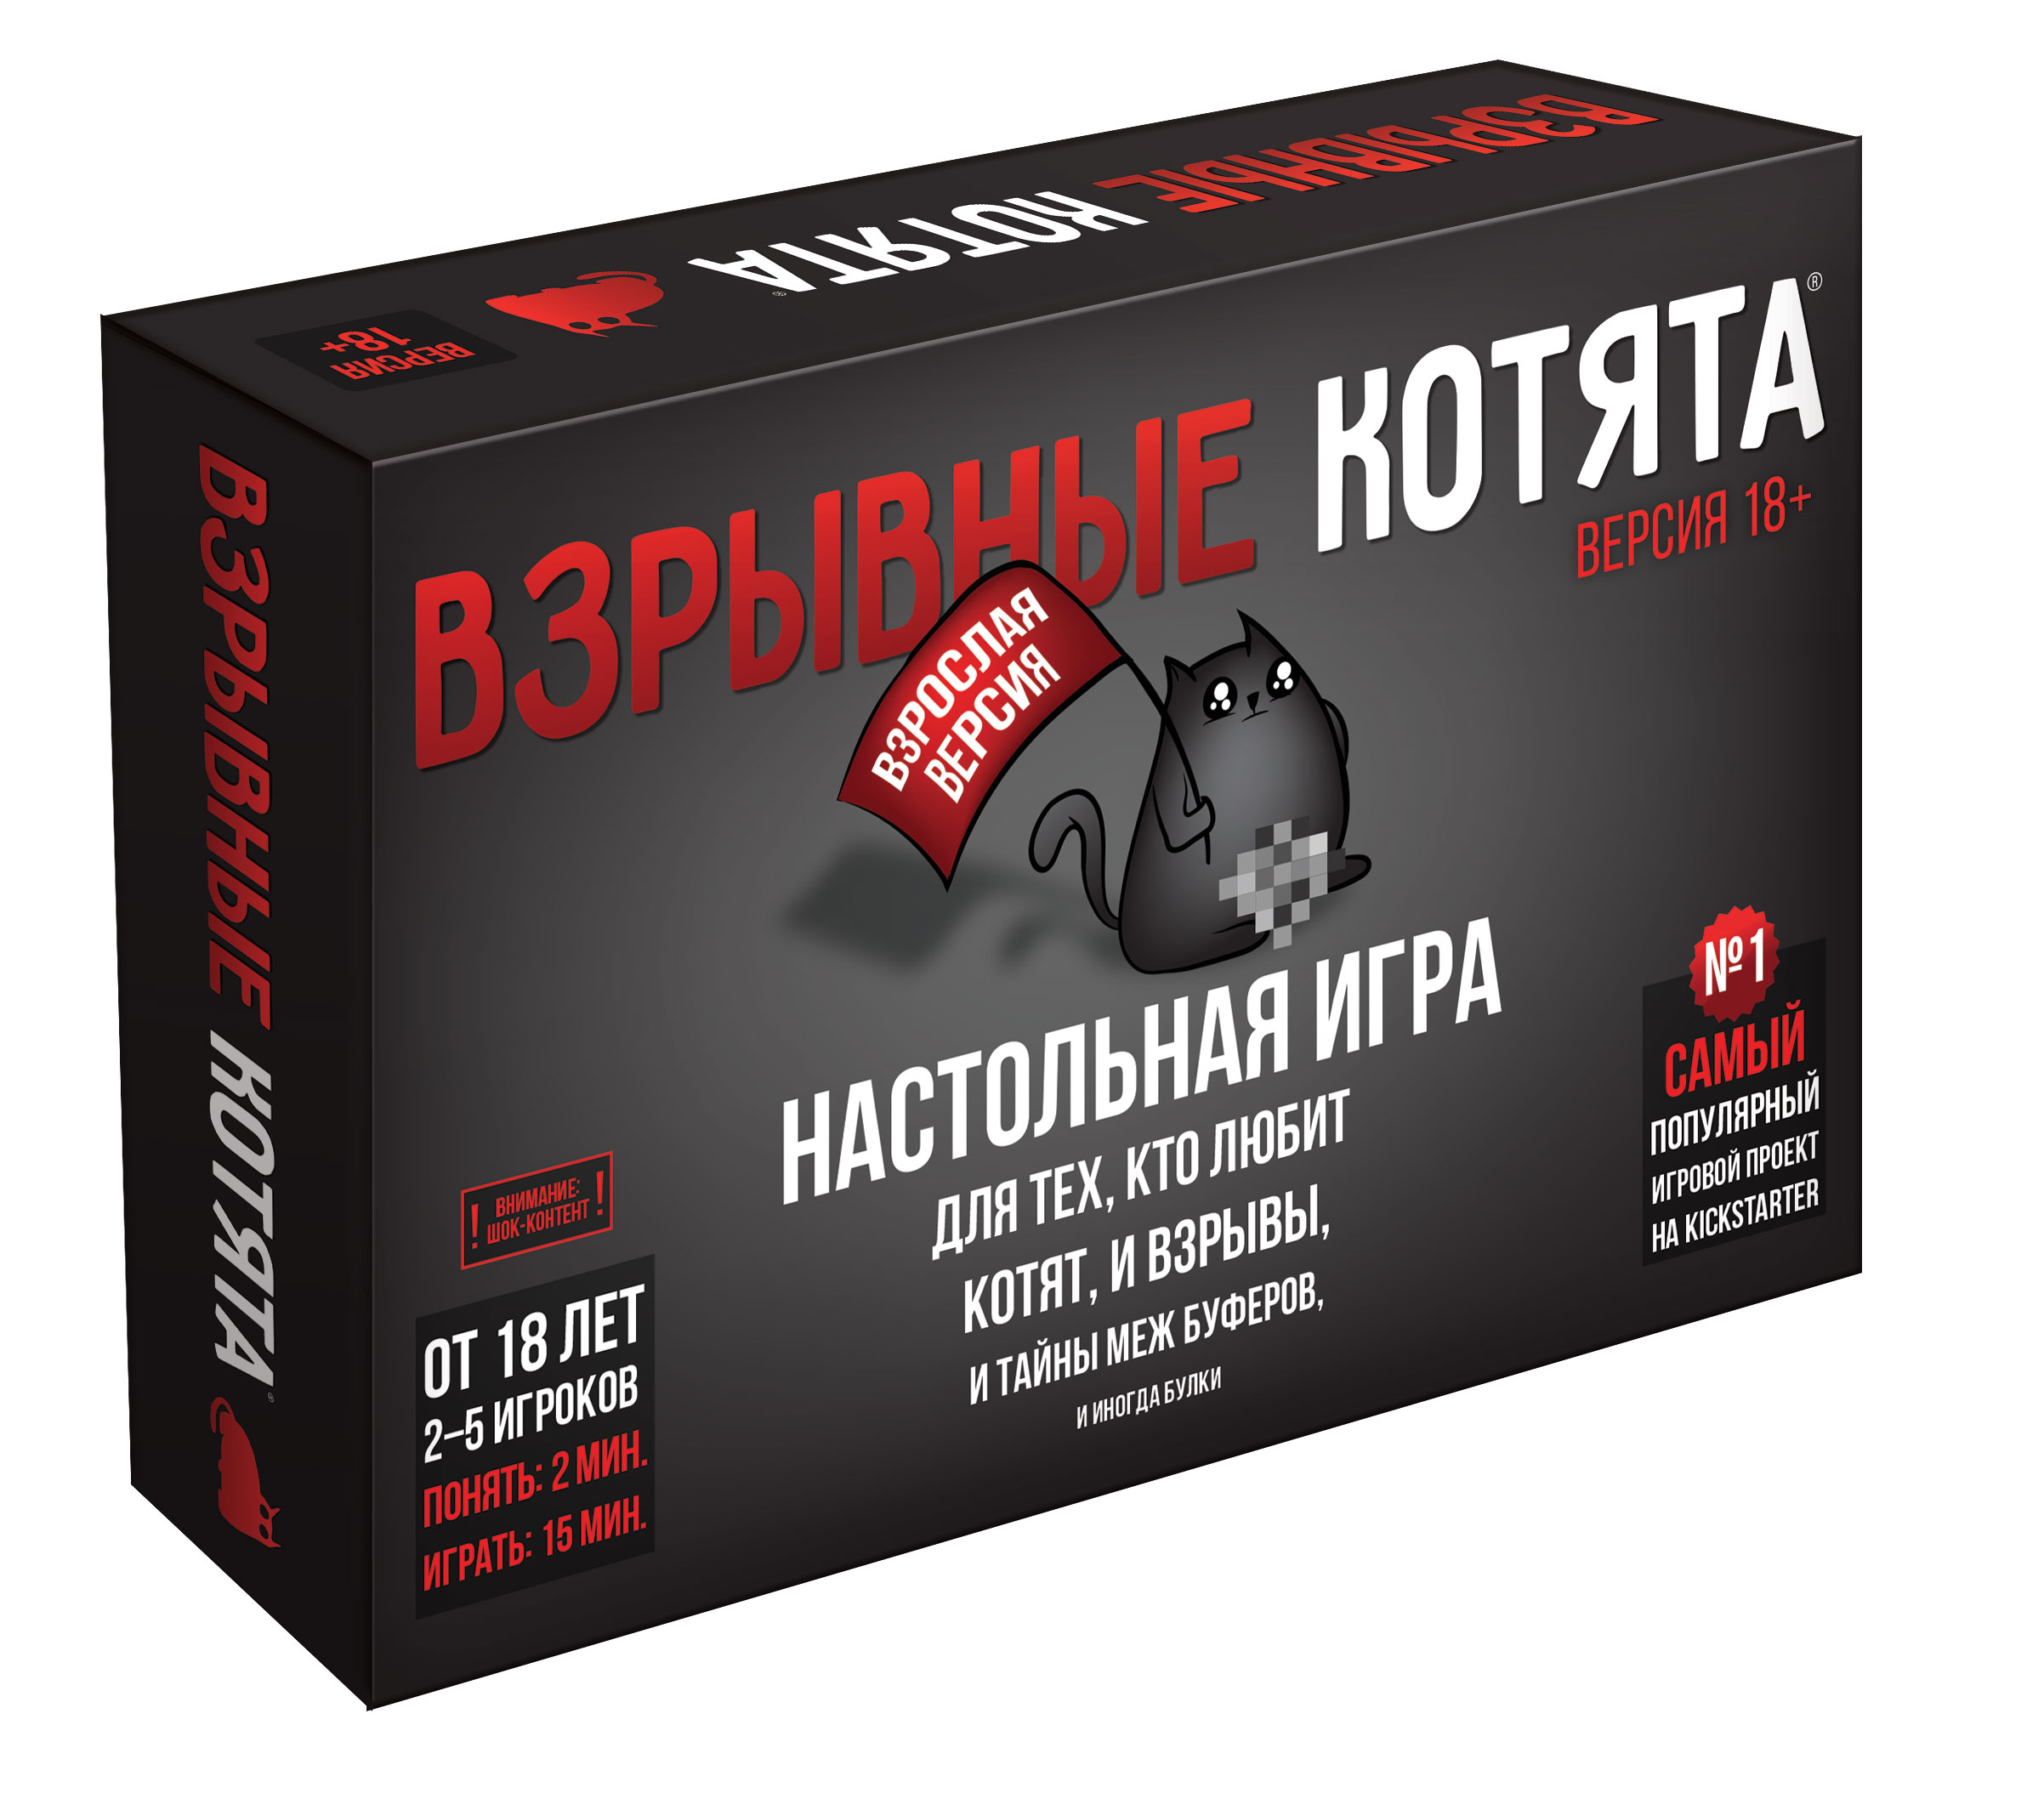 ВЗРЫВНЫЕ КОТЯТА®
ВЕРСИЯ
18+
ВЗРЫВНЫЕ КОТЯТА®
ВЗРЫВНЫЕ КОТЯТА®
ВЕРСИЯ 18+
ВЗРОСЛАЯ
ВЕРСИЯ
НАСТОЛЬНАЯ ИГРА
ДЛЯ ТЕХ, КТО ЛЮБИТ
КОТЯТ, И ВЗРЫВЫ,
И ТАЙНЫ МЕЖ БУФЕРОВ,
И ИНОГДА БУЛКИ
! ВНИМАНИЕ: !
ШОК-КОНТЕНТ
ОТ 18 ЛЕТ
2–5 ИГРОКОВ
ПОНЯТЬ: 2 МИН.
ИГРАТЬ: 15 МИН.
№1
САМЫЙ
ПОПУЛЯРНЫЙ
ИГРОВОЙ ПРОЕКТ
НА KICKSTARTER